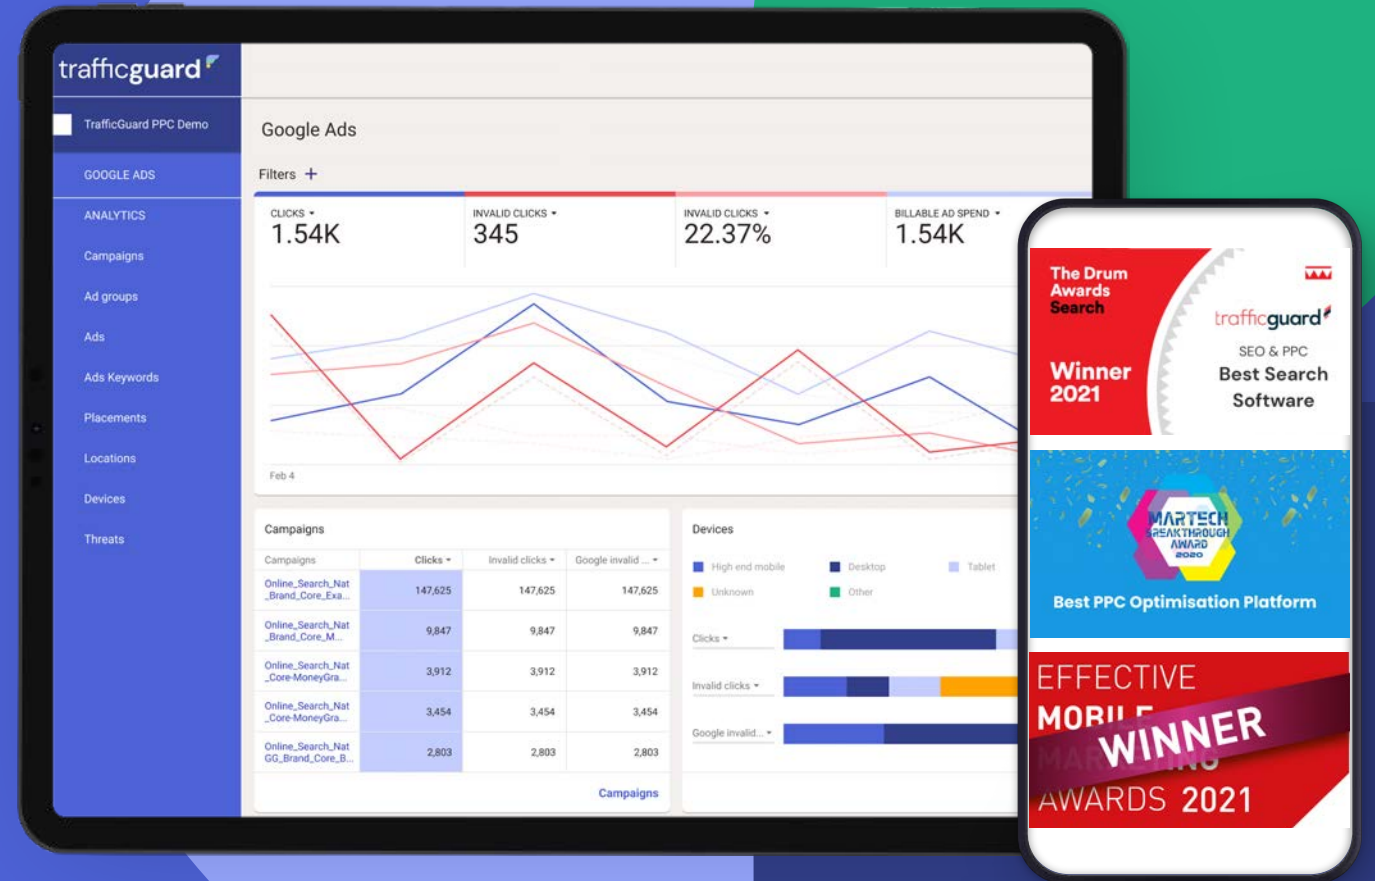 trafficguard
TrafficGuard PPC Demo
GOOGLE ADS
ANALYTICS
Campaigns
Ad groups
Ads
Ads Keywords
Placements
Locations
Devices
Threats
Google Ads
Filters +
CLICKS
1.54K
INVALID CLICKS
345
INVALID CLICKS
22.37%
BILLABLE AD SPEND
1.54K
Feb 4
Campaigns
Campaigns Clicks Invalid clicks Google invalid ...
Online_Search_Nat
_Brand_Core_Exa... 147,625 147,625 147,625
Online_Search_Nat
_Brand_Core_M... 9,847 9,847 9,847
Online_Search_Nat
_Core-MoneyGra... 3,912 3,912 3,912
Online_Search_Nat
_Core-MoneyGra... 3,454 3,454 3,454
Online_Search_Nat
GG_Brand_Core_B... 2,803 2,803 2,803
Campaigns
Devices
High end mobile Desktop Tablet
Unknown Other
Clicks
Invalid clicks
Google invalid...
The Drum
Awards
Search
Winner
2021
trafficguard
SEO & PPC
Best Search
Software
MARTECH
BREAKTHROUGH
AWARD
2020
Best PPC Optimisation Platform
EFFECTIVE
MOBILE
MARKETING
AWARDS 2021
WINNER